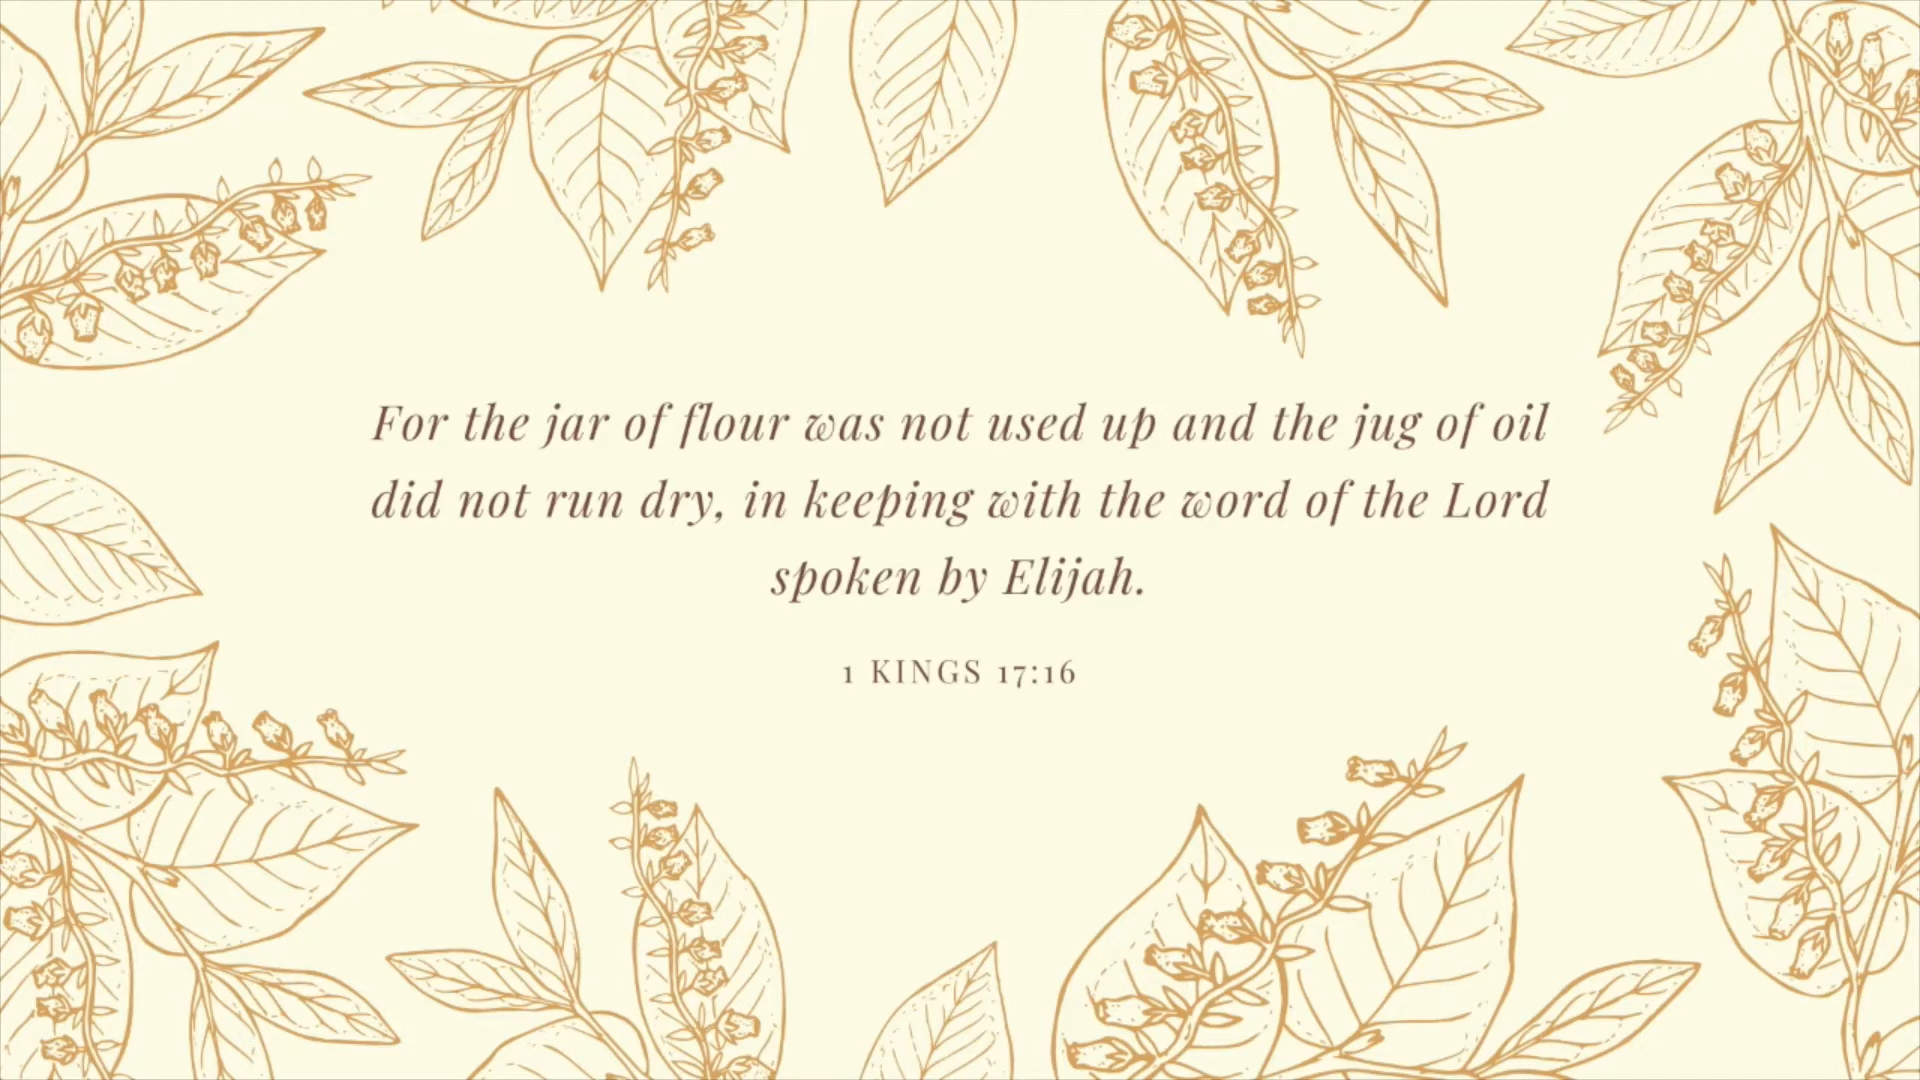 For the jar of flour was not used up and the jug of oil
did not run dry, in keeping with the word of the Lord
spoken by Elijah.
1 KINGS 17:16